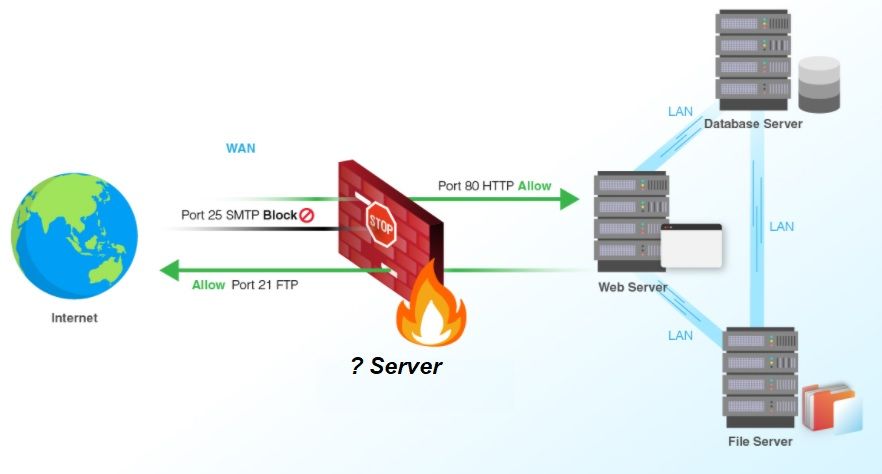 LAN
Database Server
WAN
Port 80 HTTP Allow
Port 25 SMTP Block
STOP
LAN
Allow Port 21 FTP
Web Server
Internet
LAN
? Server
File Server